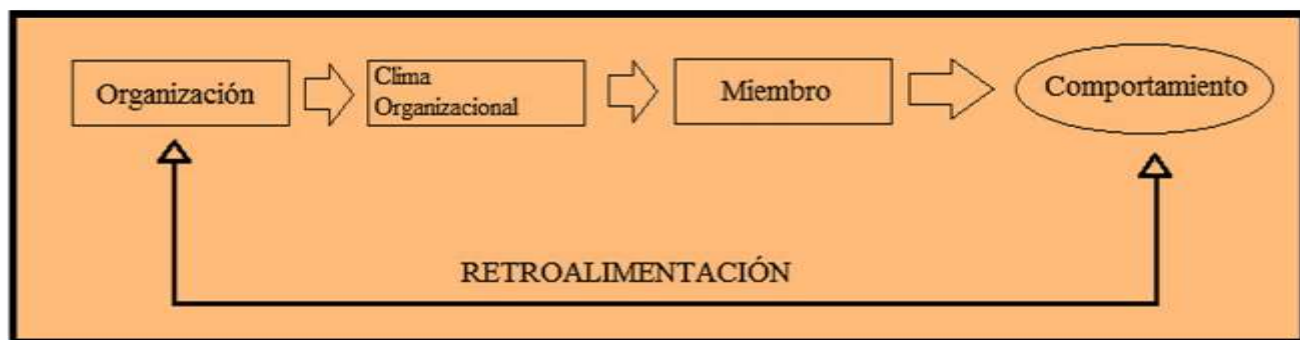 Organización
Clima
Organizacional
Miembro
Comportamiento
RETROALIMENTACIÓN